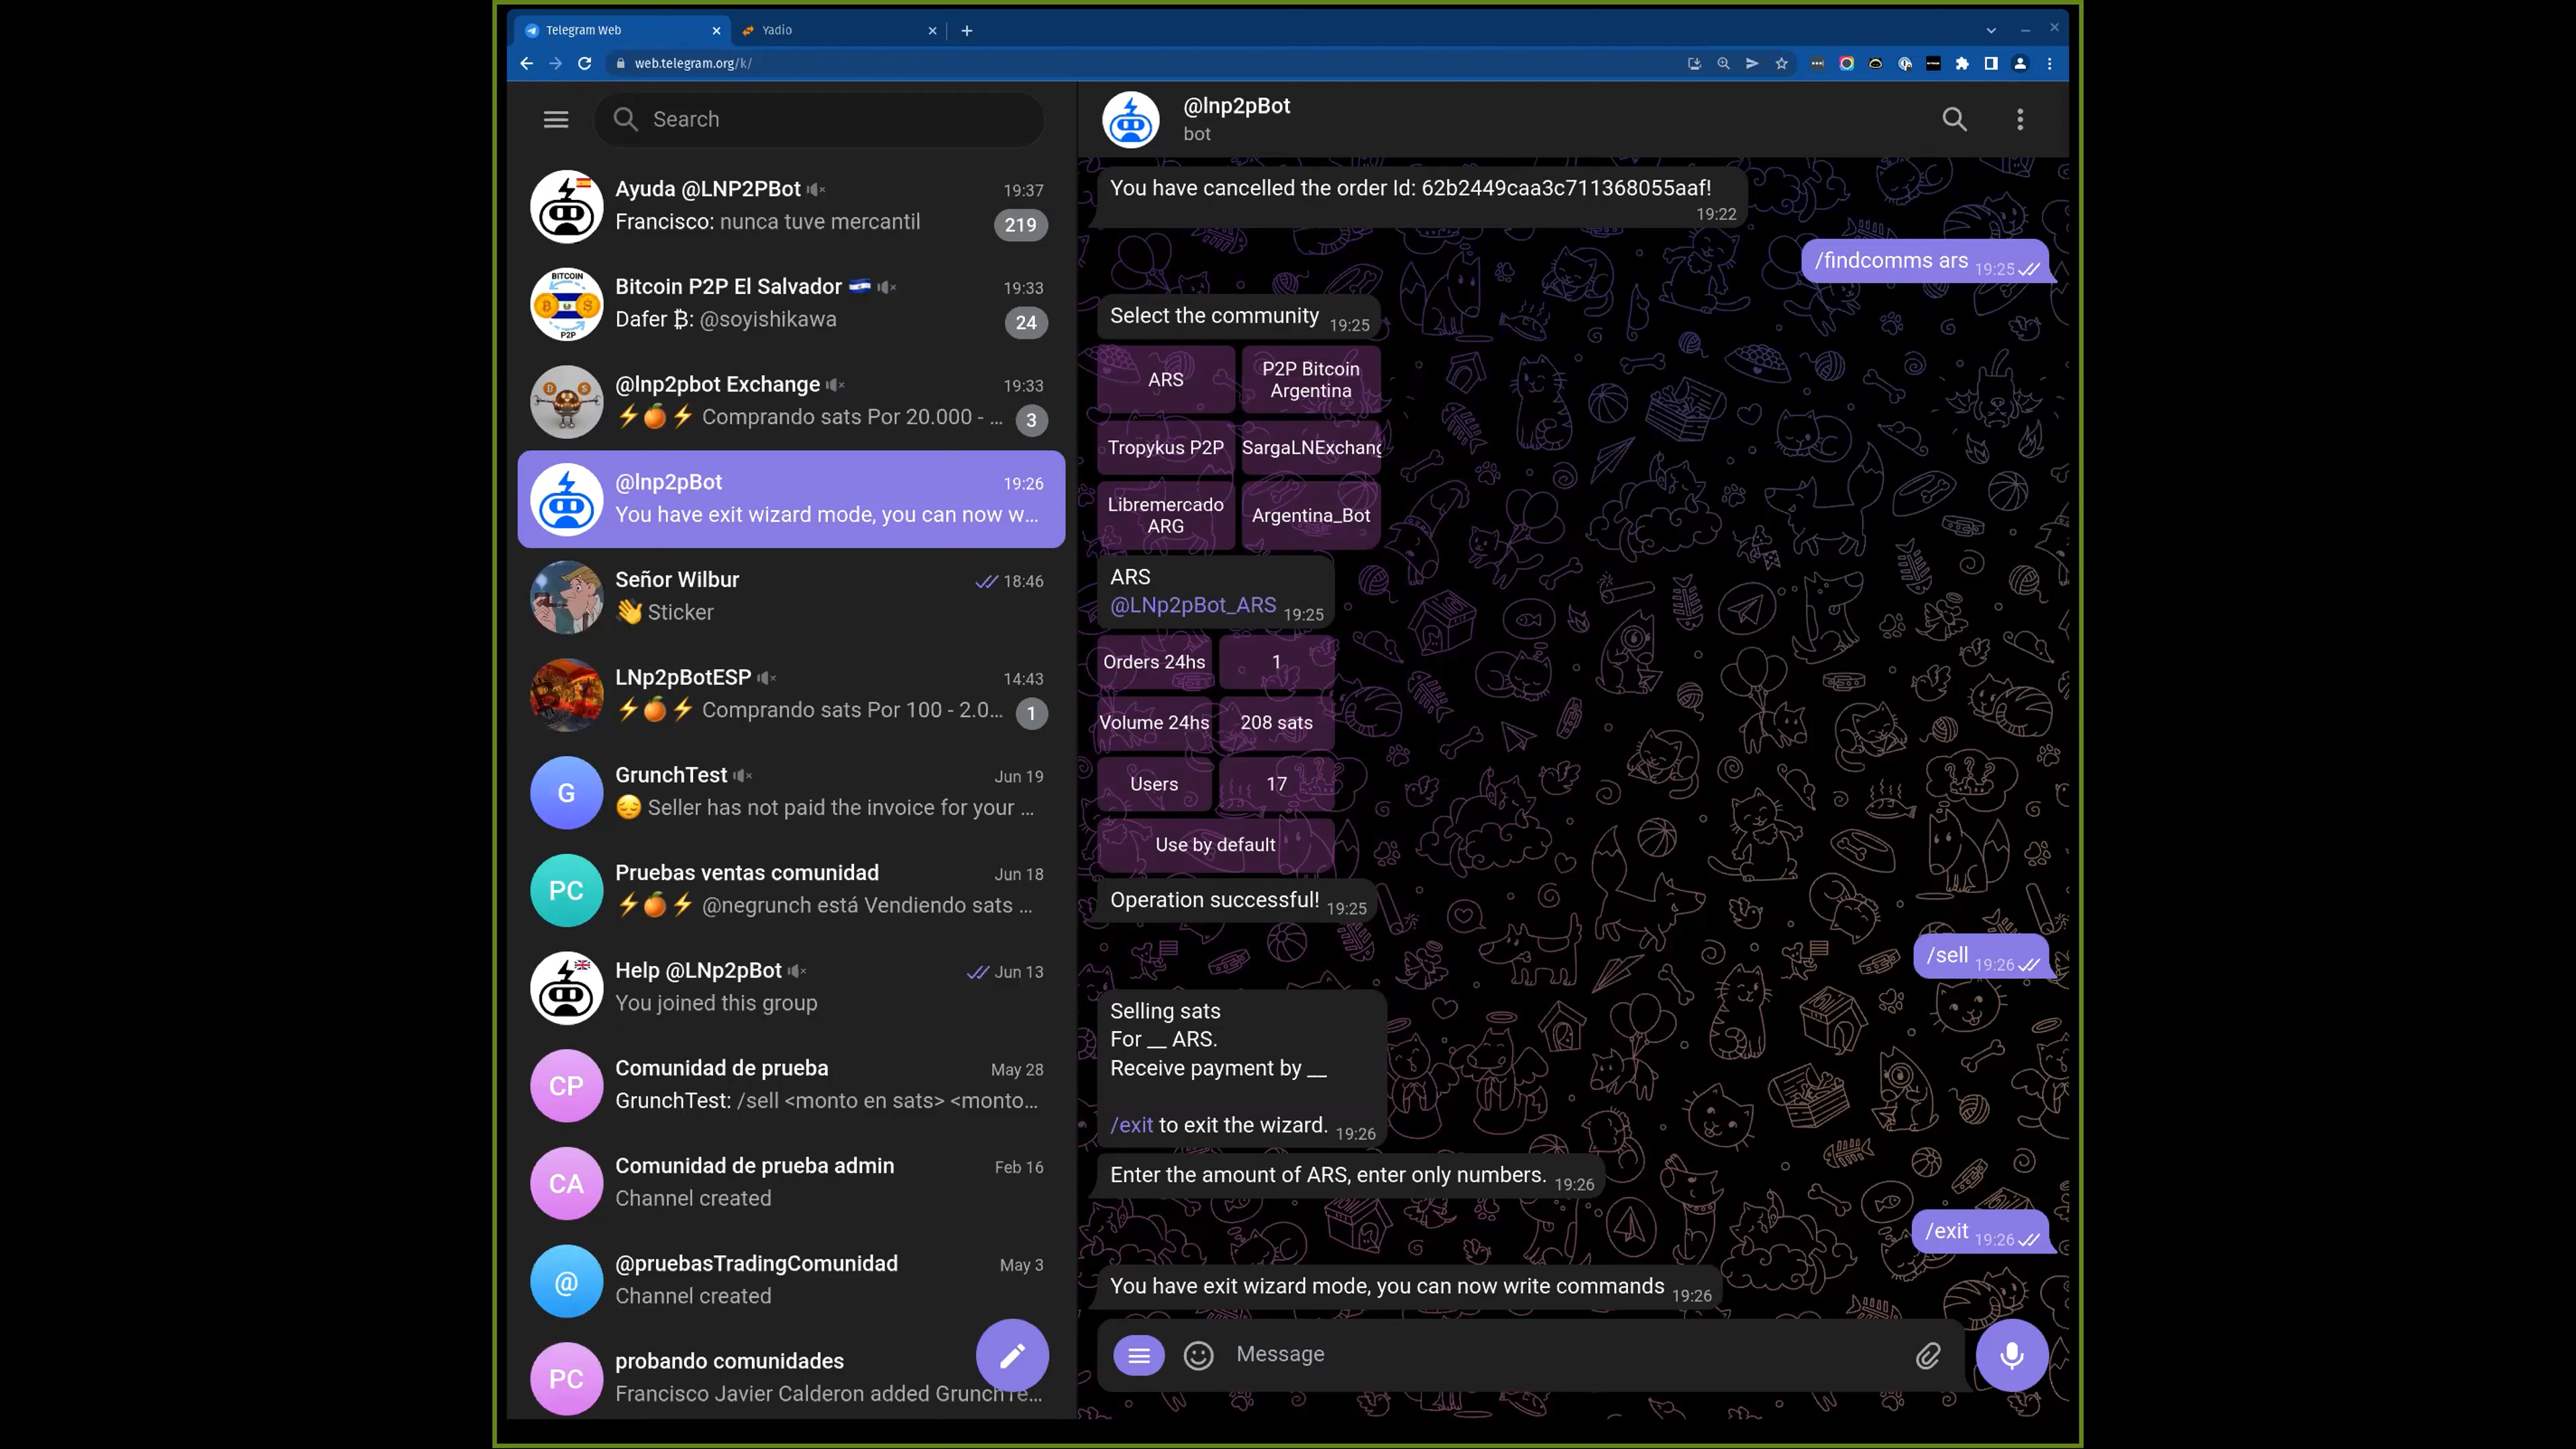 Telegram Web
Yadio
web.telegram.org/k/
Search
Ayuda @LNP2PBot
19:37
Francisco: nunca tuve mercantil
219
BITCOIN
P2P
Bitcoin P2P El Salvador
19:33
Dafer ₿: @soyishikawa
24
@lnp2pbot Exchange
19:33
⚡🍊⚡ Comprando sats Por 20.000 - ...
3
@lnp2pBot
19:26
You have exit wizard mode, you can now w...
Señor Wilbur
18:46
👋 Sticker
LNp2pBotESP
14:43
⚡🍊⚡ Comprando sats Por 100 - 2.0...
1
G
GrunchTest
Jun 19
😔 Seller has not paid the invoice for your ...
PC
Pruebas ventas comunidad
Jun 18
⚡🍊⚡ @negrunch está Vendiendo sats ...
Help @LNp2pBot
Jun 13
You joined this group
CP
Comunidad de prueba
May 28
GrunchTest: /sell <monto en sats> <monto...
CA
Comunidad de prueba admin
Feb 16
Channel created
@
@pruebasTradingComunidad
May 3
Channel created
PC
probando comunidades
Francisco Javier Calderon added GrunchTe...
@lnp2pBot
bot
You have cancelled the order Id: 62b2449caa3c711368055aaf!
19:22
/findcomms ars 19:25
Select the community 19:25
ARS
P2P Bitcoin
Argentina
Tropykus P2P
SargaLNExchang
Libremercado
ARG
Argentina_Bot
ARS
@LNp2pBot_ARS 19:25
Orders 24hs
1
Volume 24hs
208 sats
Users
17
Use by default
Operation successful! 19:25
/sell 19:26
Selling sats
For __ ARS.
Receive payment by __
/exit to exit the wizard. 19:26
Enter the amount of ARS, enter only numbers. 19:26
/exit 19:26
You have exit wizard mode, you can now write commands 19:26
Message